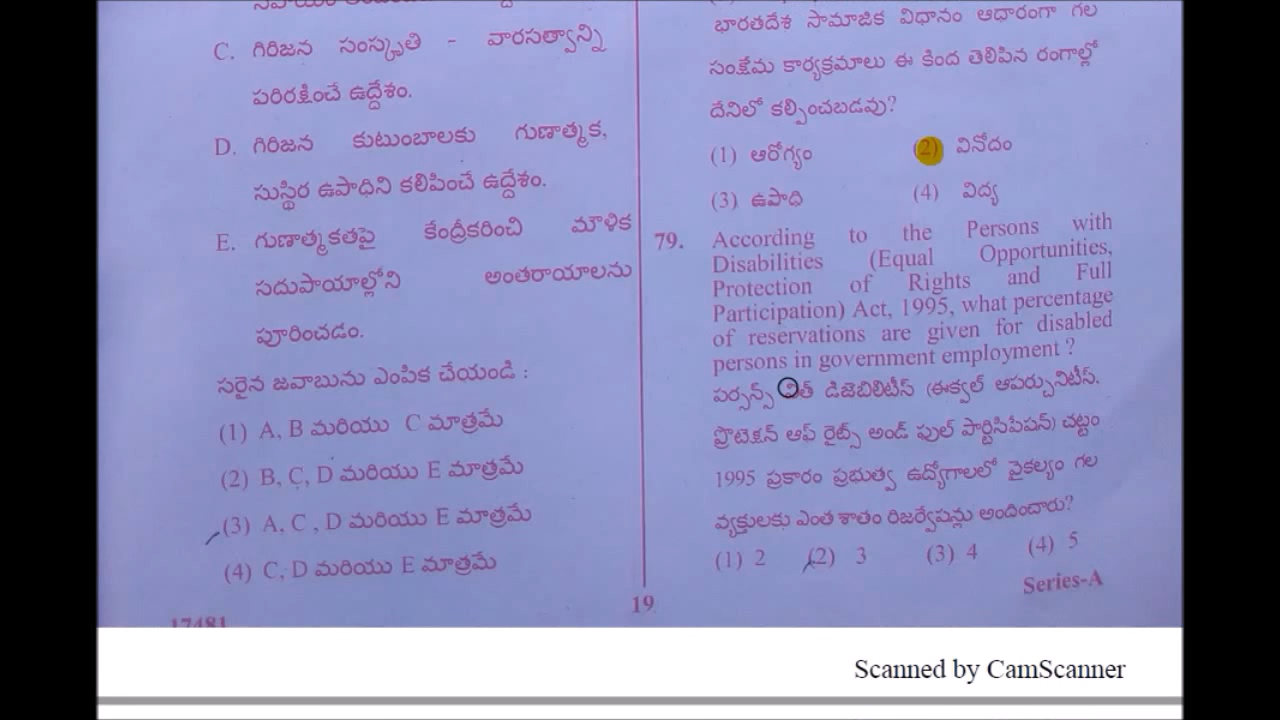 C. గిరిజన సంస్కృతి - వారసత్వాన్ని
పరిరక్షించే ఉద్దేశం.
D. గిరిజన కుటుంబాలకు గుణాత్మక,
సుస్థిర ఉపాధిని కలిపించే ఉద్దేశం.
E. గుణాత్మకతపై కేంద్రీకరించి మౌళిక
సదుపాయాల్లోని అంతరాయాలను
పూరించడం.
సరైన జవాబును ఎంపిక చేయండి :
(1) A, B మరియు C మాత్రమే
(2) B, C, D మరియు E మాత్రమే
(3) A, C, D మరియు E మాత్రమే
(4) C, D మరియు E మాత్రమే
17481
19
భారతదేశ సామాజిక విధానం ఆధారంగా గల
సంక్షేమ కార్యక్రమాలు ఈ కింద తెలిపిన రంగాల్లో
దేనిలో కల్పించబడవు?
(1) ఆరోగ్యం (2) వినోదం
(3) ఉపాధి (4) విద్య
79. According to the Persons with
Disabilities (Equal Opportunities,
Protection of Rights and Full
Participation) Act, 1995, what percentage
of reservations are given for disabled
persons in government employment ?
పర్సన్స్ విత్ డిజెబిలిటీస్ (ఈక్వల్ ఆపర్చునిటీస్,
ప్రొటెక్షన్ ఆఫ్ రైట్స్ అండ్ ఫుల్ పార్టిసిపేషన్) చట్టం
1995 ప్రకారం ప్రభుత్వ ఉద్యోగాలలో వైకల్యం గల
వ్యక్తులకు ఎంత శాతం రిజర్వేషన్లు అందించారు?
(1) 2 (2) 3 (3) 4 (4) 5
Series-A
Scanned by CamScanner